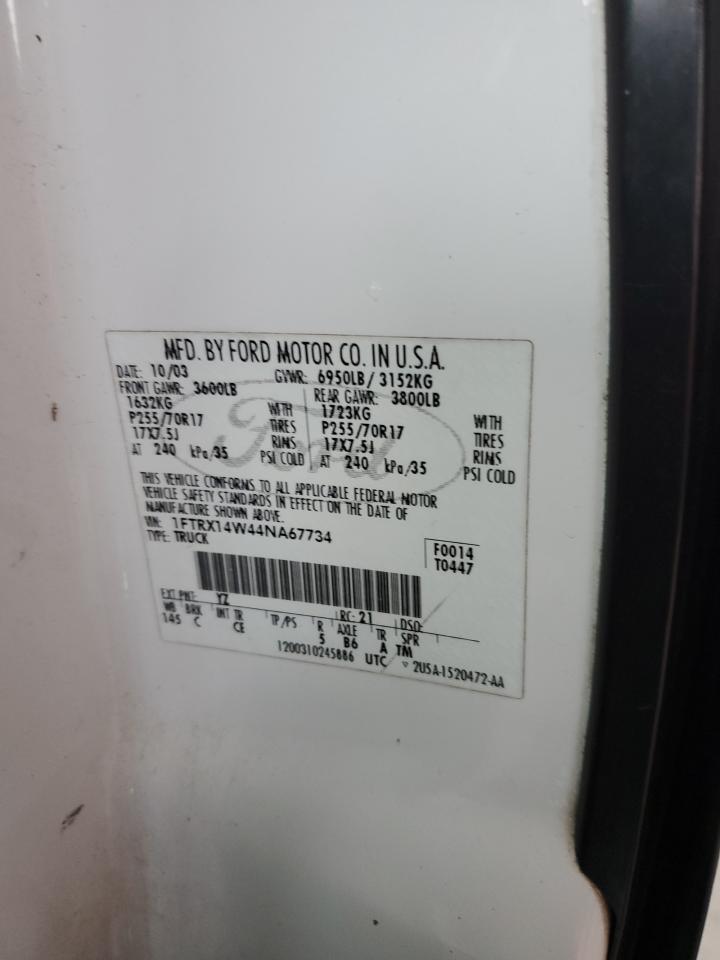 MFD. BY FORD MOTOR CO. IN U.S.A.
DATE: 10/03 GVWR: 6950LB / 3152KG
FRONT GAWR: 3600LB REAR GAWR: 3800LB
1632KG WITH 1723KG WITH
P255/70R17 TIRES P255/70R17 TIRES
17X7.5J RIMS 17X7.5J RIMS
AT 240 kPa/35 PSI COLD AT 240 kPa/35 PSI COLD
THIS VEHICLE CONFORMS TO ALL APPLICABLE FEDERAL MOTOR
VEHICLE SAFETY STANDARDS IN EFFECT ON THE DATE OF
MANUFACTURE SHOWN ABOVE.
VIN: 1FTRX14W44NA67734
TYPE: TRUCK
F0014
T0447
EXT PNT: YZ RC: 21 DSO:
WB BRK INT TR TP/PS R AXLE TR SPR
145 C CE 5 B6 A TM
1200310245886 UTC ▽ 2U5A-1520472-AA
Ford